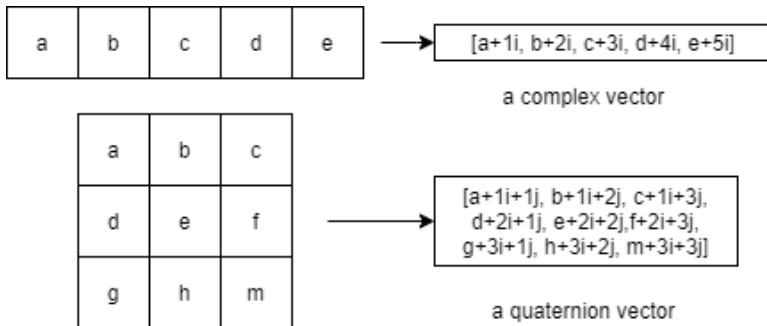 a b c d e
[a+1i, b+2i, c+3i, d+4i, e+5i]
a complex vector
a b c
d e f
g h m
[a+1i+1j, b+1i+2j, c+1i+3j,
d+2i+1j, e+2i+2j,f+2i+3j,
g+3i+1j, h+3i+2j, m+3i+3j]
a quaternion vector